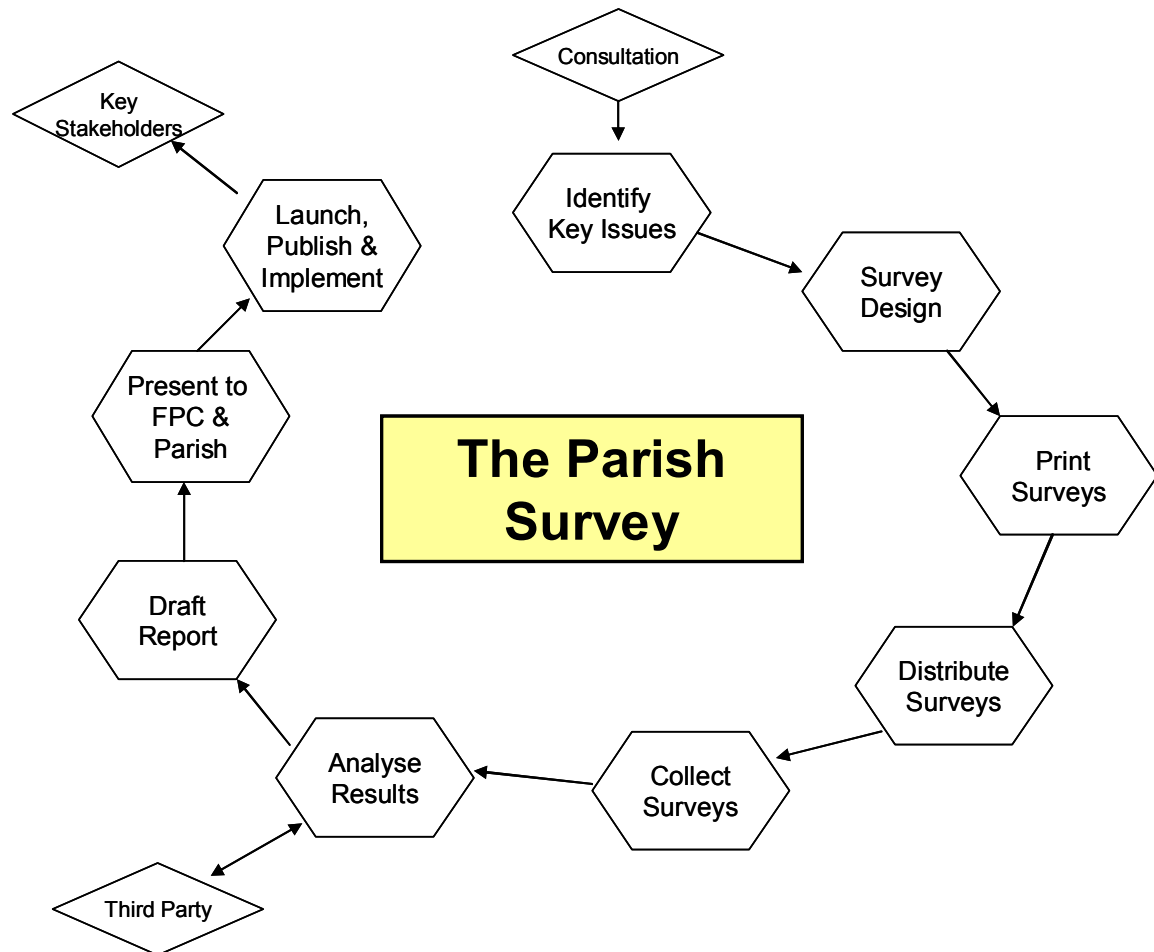 Consultation
Key
Stakeholders
Identify
Key Issues
Launch,
Publish &
Implement
Survey
Design
Present to
FPC &
Parish
The Parish
Survey
Print
Surveys
Draft
Report
Distribute
Surveys
Analyse
Results
Collect
Surveys
Third Party